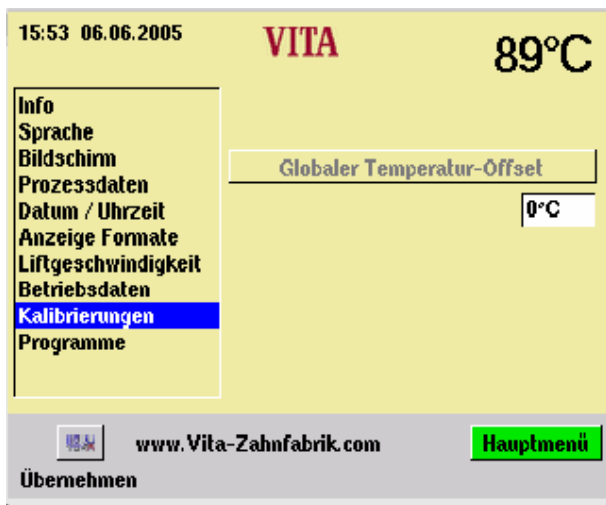 15:53 06.06.2005
VITA
89°C
Info
Sprache
Bildschirm
Prozessdaten
Datum / Uhrzeit
Anzeige Formate
Liftgeschwindigkeit
Betriebsdaten
Kalibrierungen
Programme
Globaler Temperatur-Offset
0°C
www.Vita-Zahnfabrik.com
Hauptmenü
Übernehmen